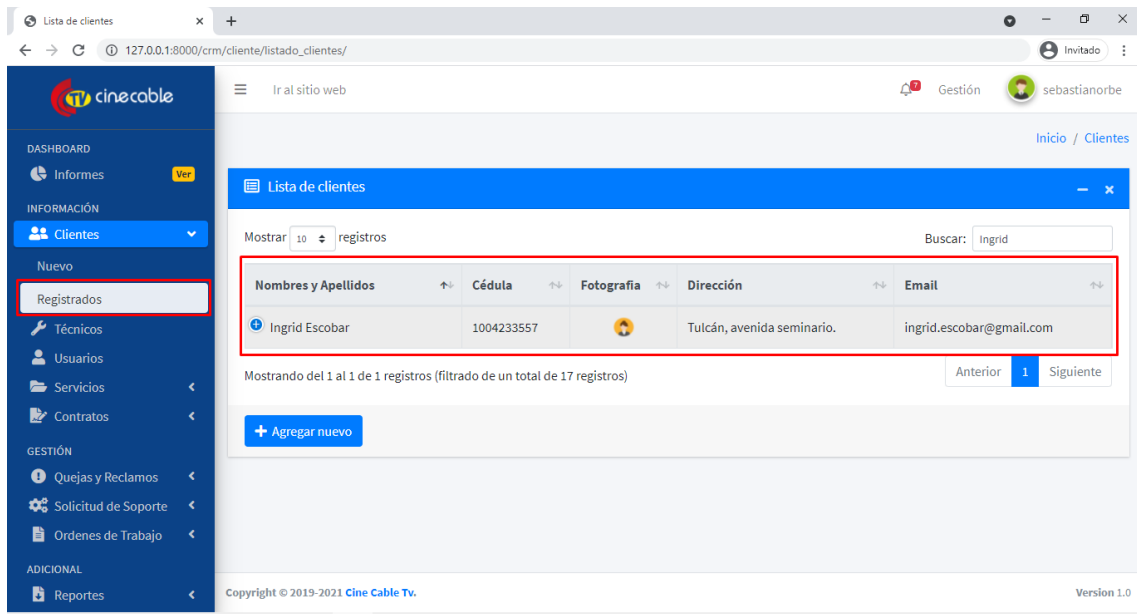 Lista de clientes
127.0.0.1:8000/crm/cliente/listado_clientes/
Invitado
TV cinecable
Ir al sitio web
7
Gestión
sebastianorbe
DASHBOARD
Informes Ver
INFORMACIÓN
Clientes
Nuevo
Registrados
Técnicos
Usuarios
Servicios
Contratos
GESTIÓN
Quejas y Reclamos
Solicitud de Soporte
Ordenes de Trabajo
ADICIONAL
Reportes
Inicio / Clientes
Lista de clientes
Mostrar 10 registros
Buscar: Ingrid
Nombres y Apellidos Cédula Fotografia Dirección Email
Ingrid Escobar 1004233557 Tulcán, avenida seminario. ingrid.escobar@gmail.com
Mostrando del 1 al 1 de 1 registros (filtrado de un total de 17 registros)
Anterior 1 Siguiente
Agregar nuevo
Copyright © 2019-2021 Cine Cable Tv.
Version 1.0